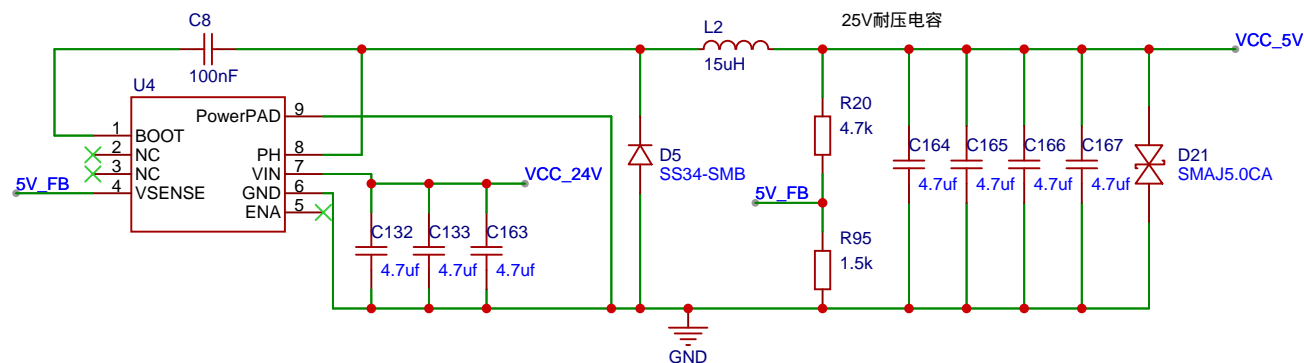 C8
100nF
L2
15uH
25V耐压电容
VCC_5V
U4
PowerPAD
9
1
BOOT
2
NC
3
NC
4
VSENSE
PH
8
VIN
7
GND
6
ENA
5
5V_FB
VCC_24V
C132
4.7uf
C133
4.7uf
C163
4.7uf
D5
SS34-SMB
R20
4.7k
5V_FB
R95
1.5k
C164
4.7uf
C165
4.7uf
C166
4.7uf
C167
4.7uf
D21
SMAJ5.0CA
GND